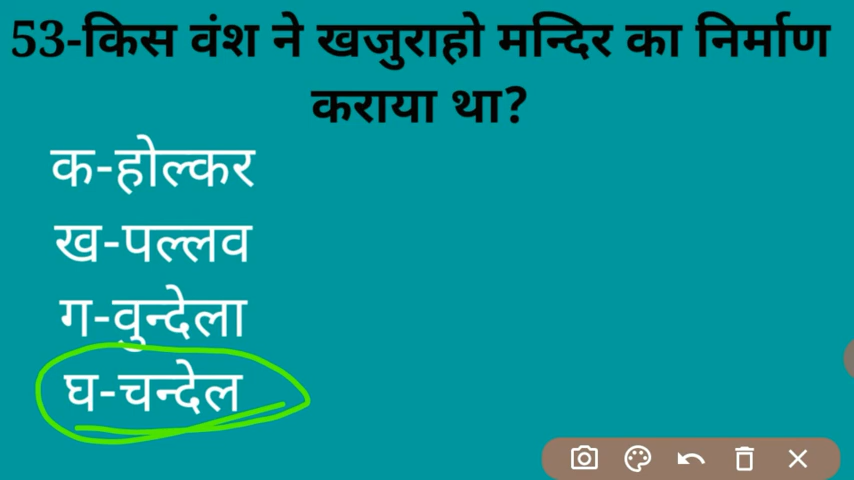 53-किस वंश ने खजुराहो मन्दिर का निर्माण
कराया था?
क-होल्कर
ख-पल्लव
ग-वुन्देला
घ-चन्देल